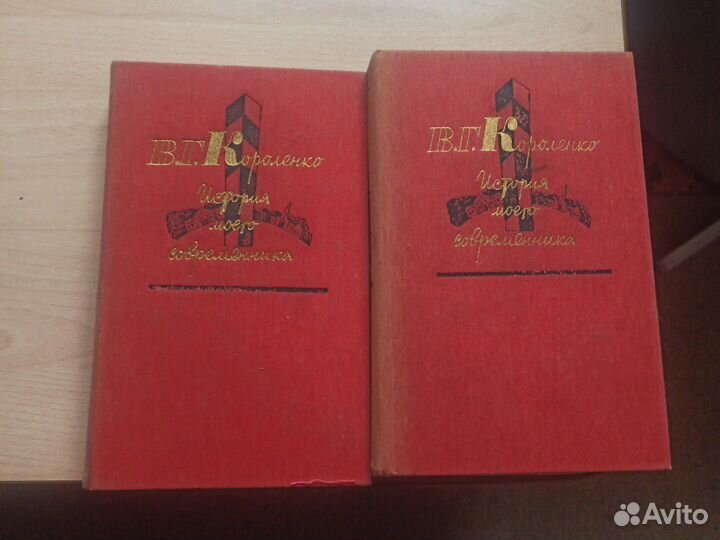 В.Г. Короленко
История
моего
современника
В.Г. Короленко
История
моего
современника
Avito